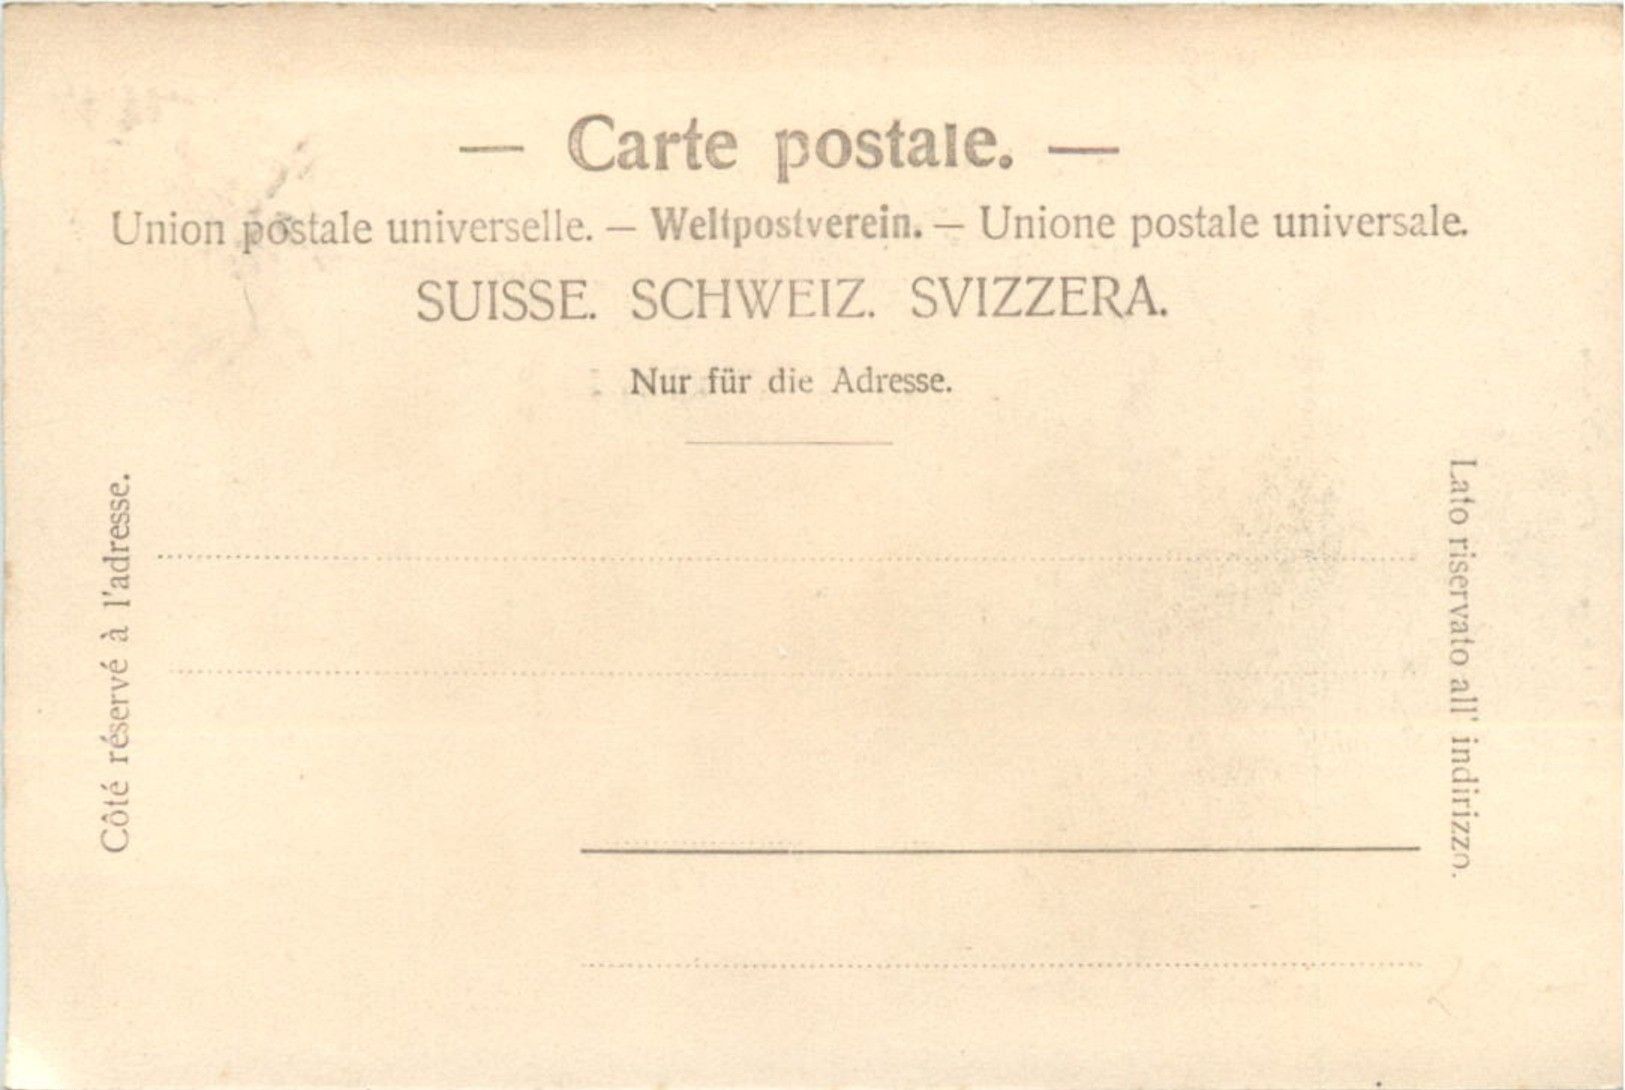 — Carte postale. —
Union postale universelle. — Weltpostverein. — Unione postale universale.
SUISSE. SCHWEIZ. SVIZZERA.
Nur für die Adresse.
Côté réservé à l'adresse.
Lato riservato all' indirizzo.